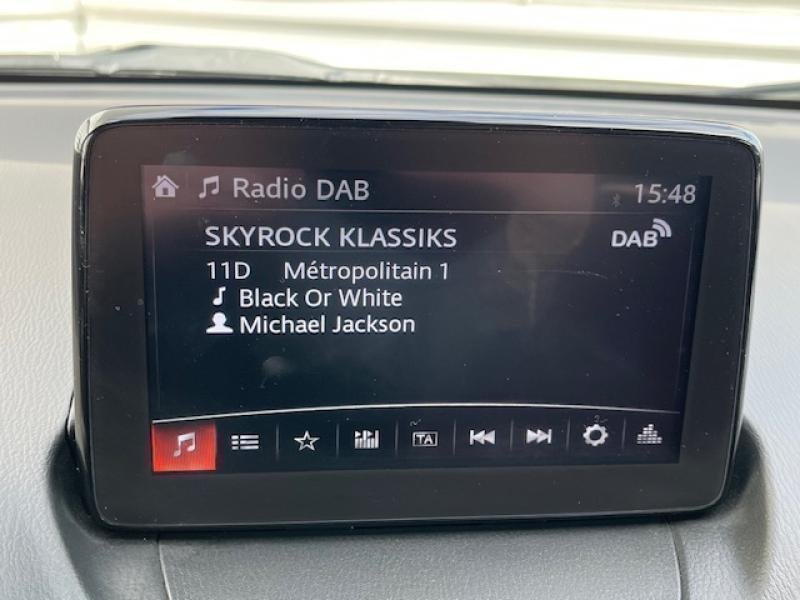 Radio DAB 15:48
SKYROCK KLASSIKS DAB
11D Métropolitain 1
Black Or White
Michael Jackson
TA